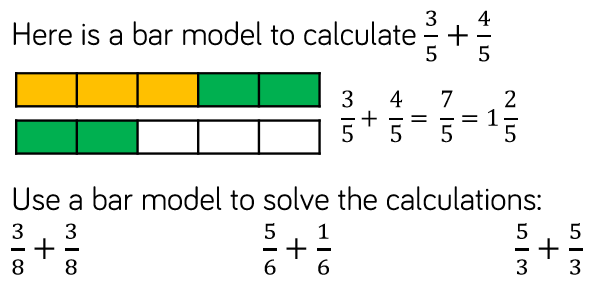 Here is a bar model to calculate 3/5 + 4/5
3/5 + 4/5 = 7/5 = 1 2/5
Use a bar model to solve the calculations:
3/8 + 3/8 5/6 + 1/6 5/3 + 5/3